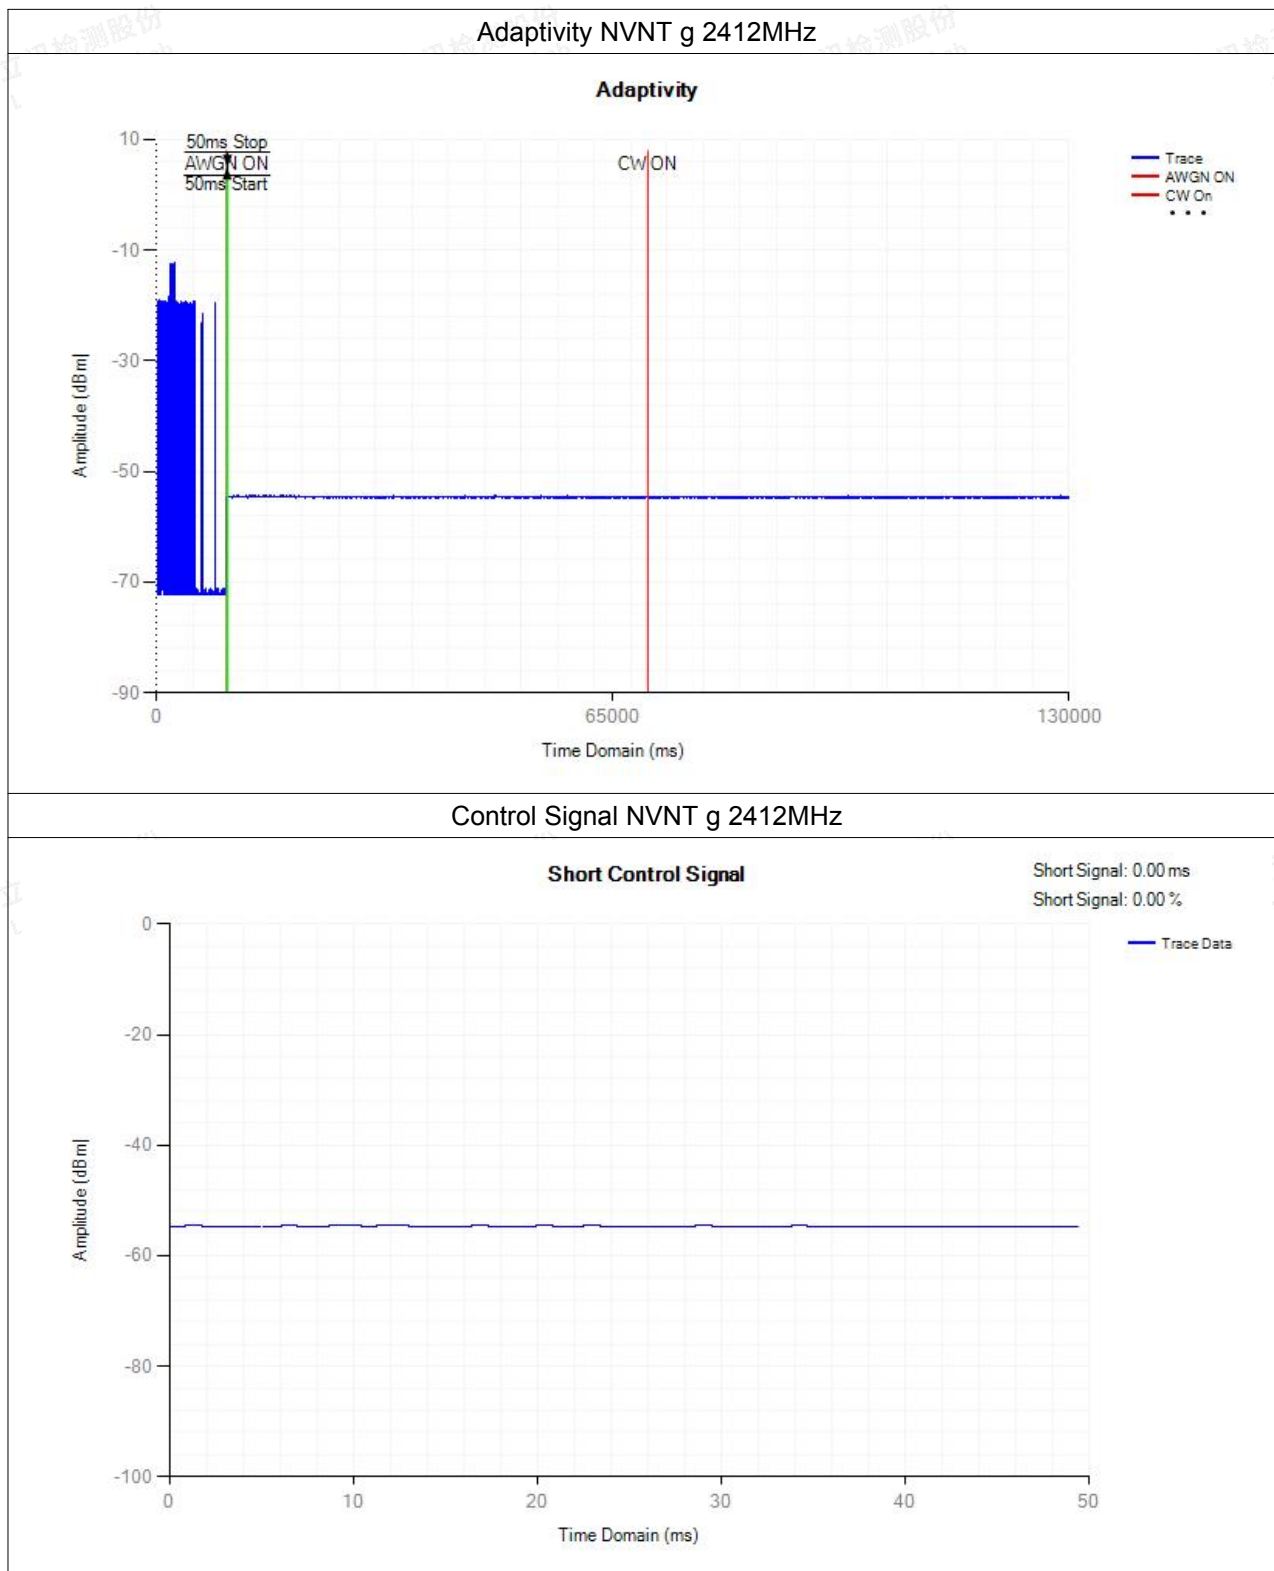 Adaptivity NVNT g 2412MHz
Adaptivity
10
-10
-30
-50
-70
-90
Amplitude [dBm]
50ms Stop
AWGN ON
50ms Start
CW ON
Trace
AWGN ON
CW On
0
65000
130000
Time Domain (ms)
Control Signal NVNT g 2412MHz
Short Control Signal
Short Signal: 0.00 ms
Short Signal: 0.00 %
Trace Data
0
-20
-40
-60
-80
-100
Amplitude [dBm]
0
10
20
30
40
50
Time Domain (ms)